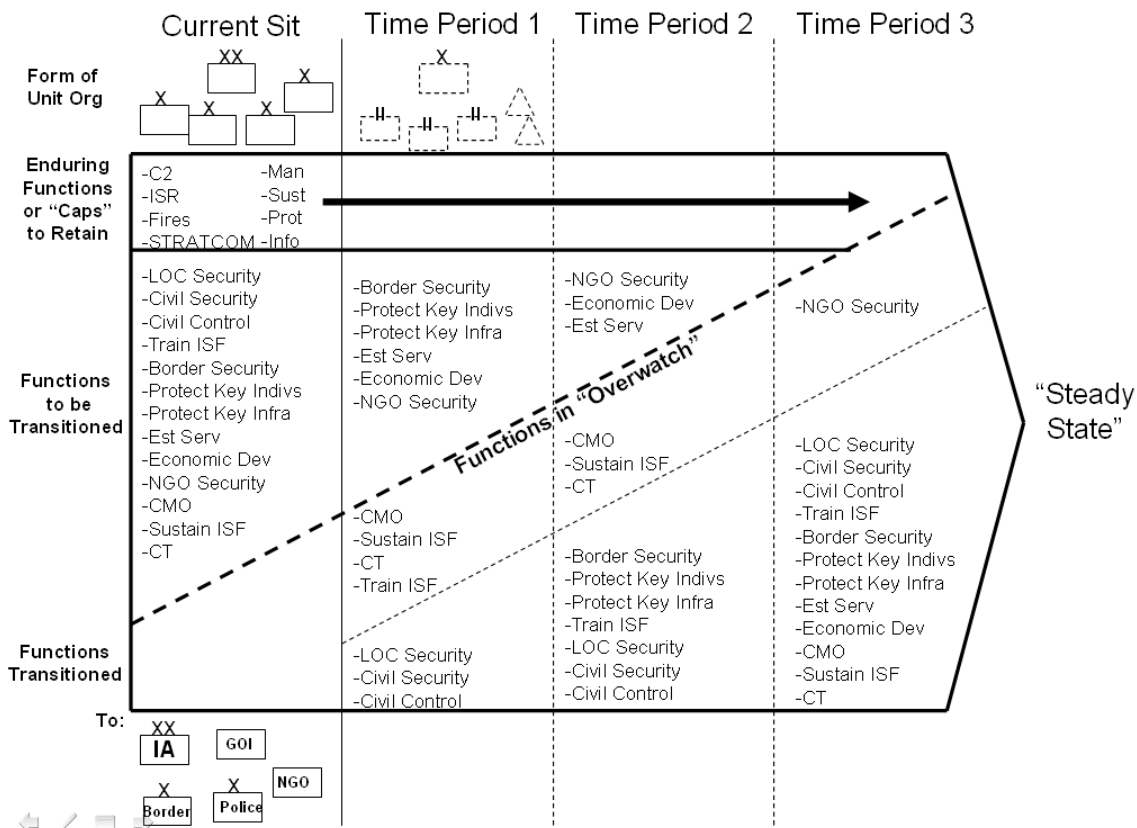 Current Sit
Time Period 1
Time Period 2
Time Period 3
Form of
Unit Org
XX
X
X
X
X
X
II
II
II
Enduring
Functions
or “Caps”
to Retain
-C2
-ISR
-Fires
-STRATCOM
-Man
-Sust
-Prot
-Info
Functions
to be
Transitioned
-LOC Security
-Civil Security
-Civil Control
-Train ISF
-Border Security
-Protect Key Indivs
-Protect Key Infra
-Est Serv
-Economic Dev
-NGO Security
-CMO
-Sustain ISF
-CT
-Border Security
-Protect Key Indivs
-Protect Key Infra
-Est Serv
-Economic Dev
-NGO Security
-NGO Security
-Economic Dev
-Est Serv
-NGO Security
Functions in “Overwatch”
-CMO
-Sustain ISF
-CT
-Train ISF
-CMO
-Sustain ISF
-CT
“Steady
State”
Functions
Transitioned
-LOC Security
-Civil Security
-Civil Control
-Border Security
-Protect Key Indivs
-Protect Key Infra
-Train ISF
-LOC Security
-Civil Security
-Civil Control
-LOC Security
-Civil Security
-Civil Control
-Train ISF
-Border Security
-Protect Key Indivs
-Protect Key Infra
-Est Serv
-Economic Dev
-CMO
-Sustain ISF
-CT
To:
XX
IA
GOI
NGO
X
Border
X
Police